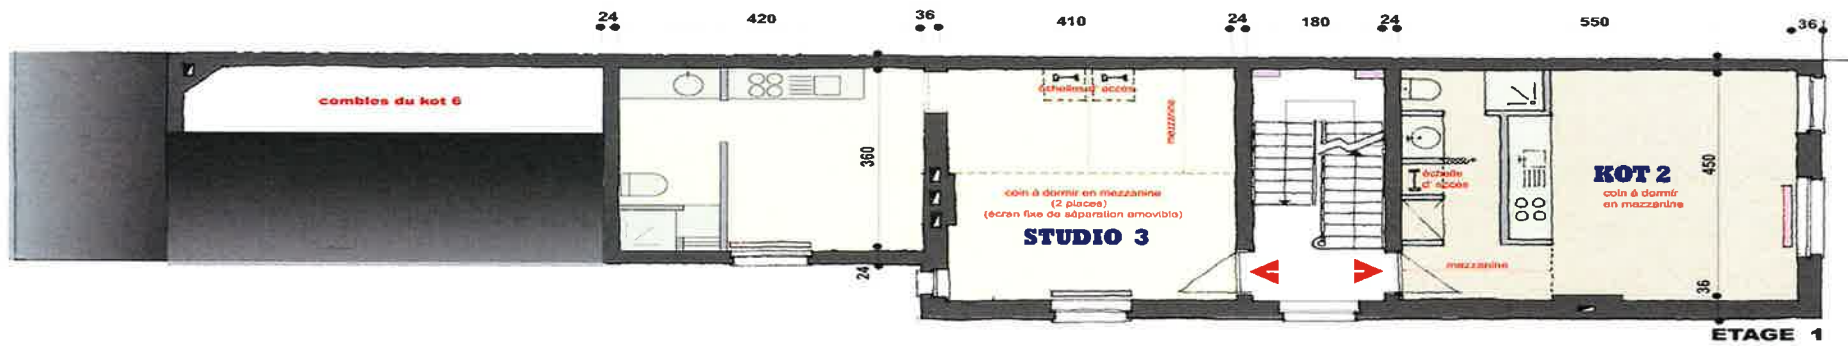 24 420 36 410 24 180 24 550 36
combles du kot 6
échelles d'accès
mezzanine
360
coin à dormir en mezzanine
(2 places)
(écran fixe de séparation amovible)
STUDIO 3
24
échelle
d'accès
mezzanine
KOT 2
coin à dormir
en mezzanine
450
36
ETAGE 1